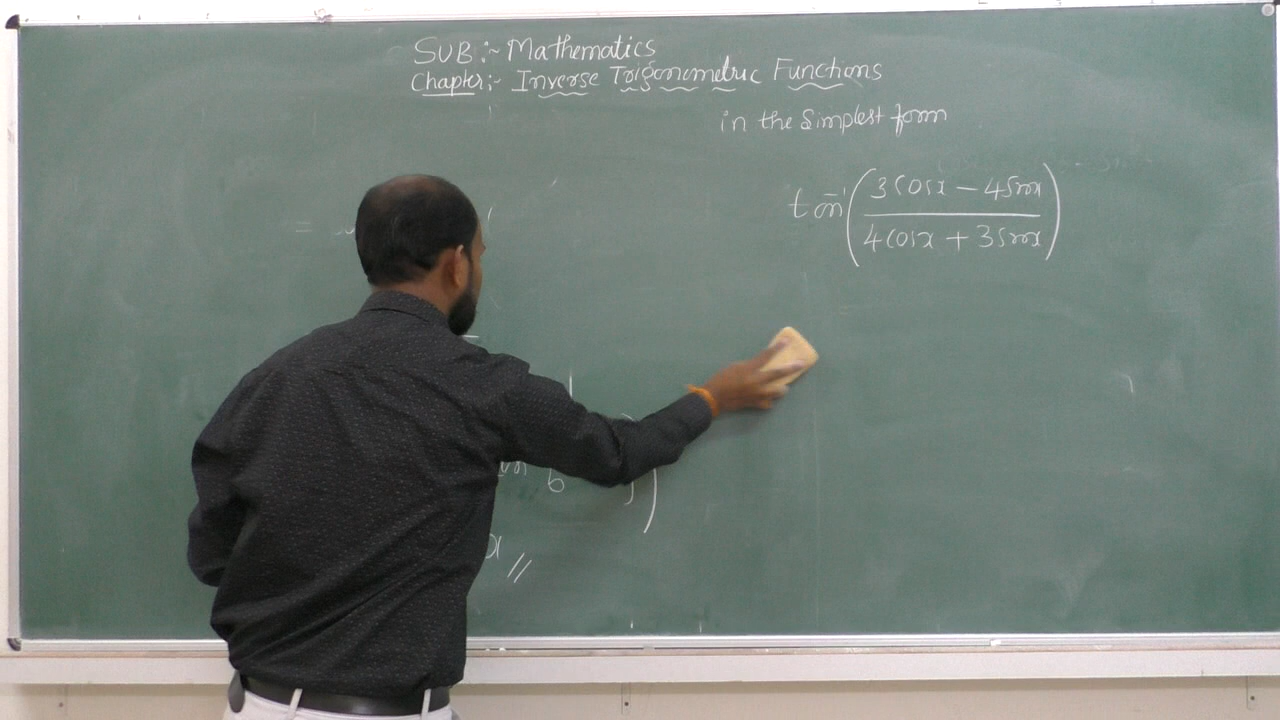 SUB:- Mathematics
Chapter:- Inverse Trigonometric Functions
in the simplest form
tan⁻¹(3cosx - 4sinx / 4cosx + 3sinx)